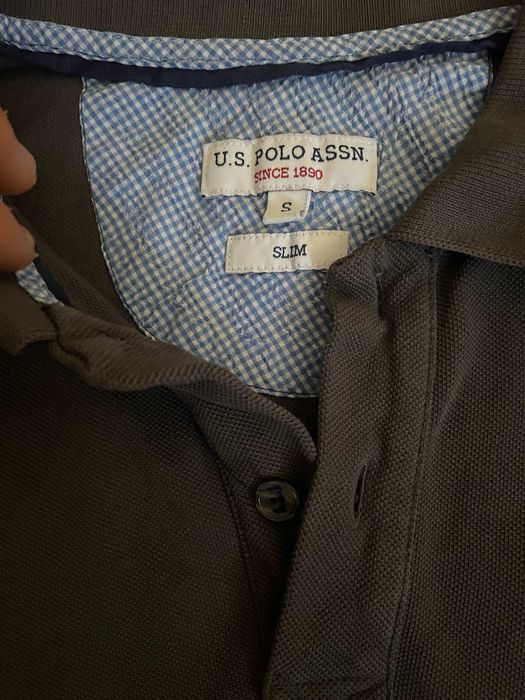 U.S. POLO ASSN.
SINCE 1890
S
SLIM